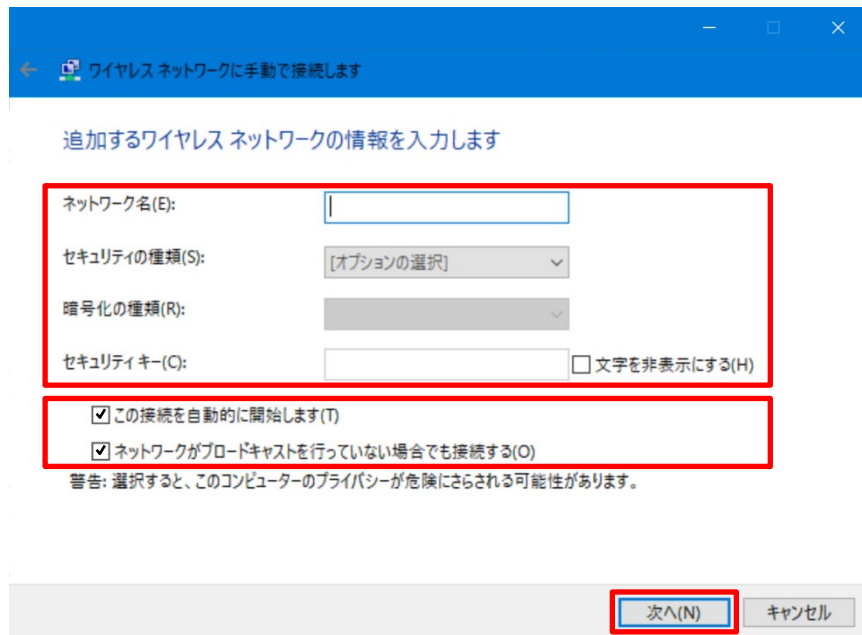 ワイヤレス ネットワークに手動で接続します
追加するワイヤレス ネットワークの情報を入力します
ネットワーク名(E):
セキュリティの種類(S): [オプションの選択]
暗号化の種類(R):
セキュリティ キー(C): 文字を非表示にする(H)
この接続を自動的に開始します(T)
ネットワークがブロードキャストを行っていない場合でも接続する(O)
警告: 選択すると、このコンピューターのプライバシーが危険にさらされる可能性があります。
次へ(N) キャンセル